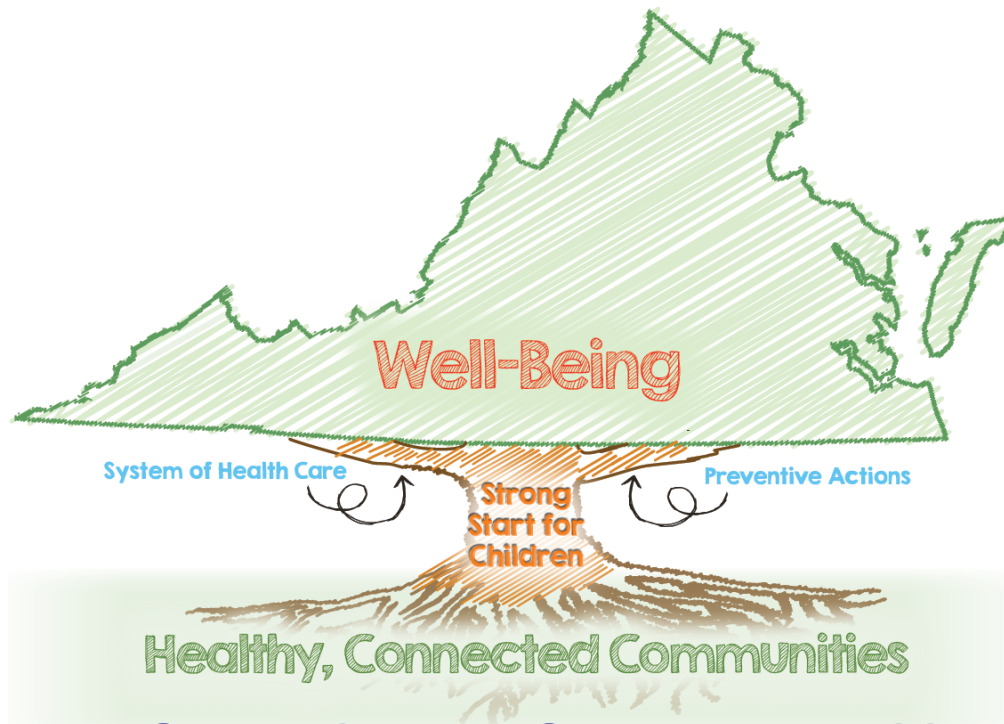 Well-Being
System of Health Care
Preventive Actions
Strong
Start for
Children
Healthy, Connected Communities